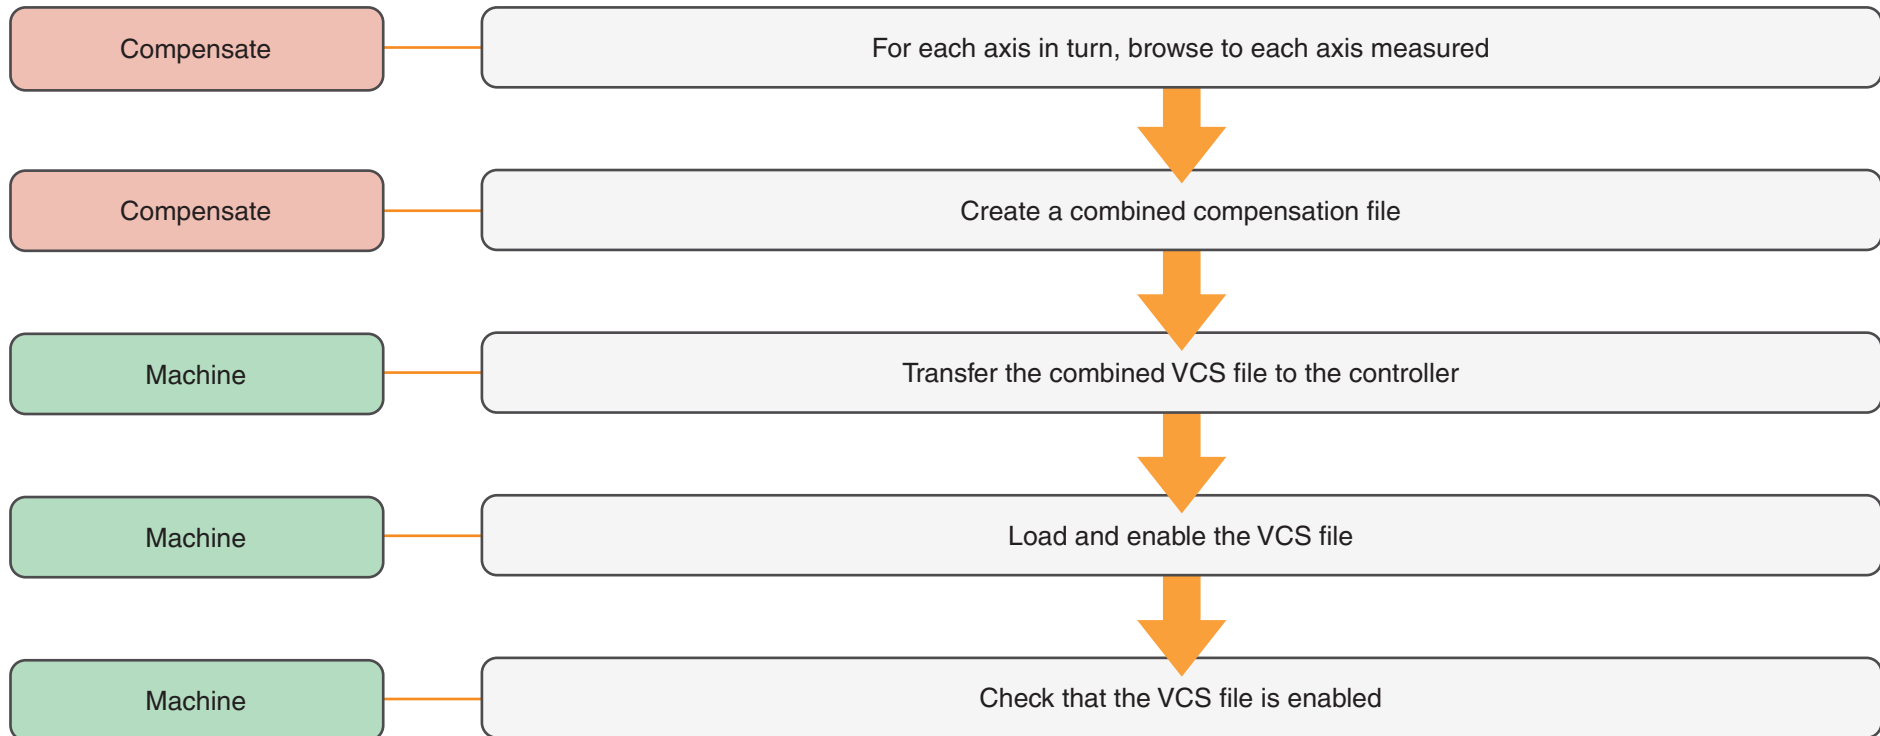 Compensate
For each axis in turn, browse to each axis measured
Compensate
Create a combined compensation file
Machine
Transfer the combined VCS file to the controller
Machine
Load and enable the VCS file
Machine
Check that the VCS file is enabled